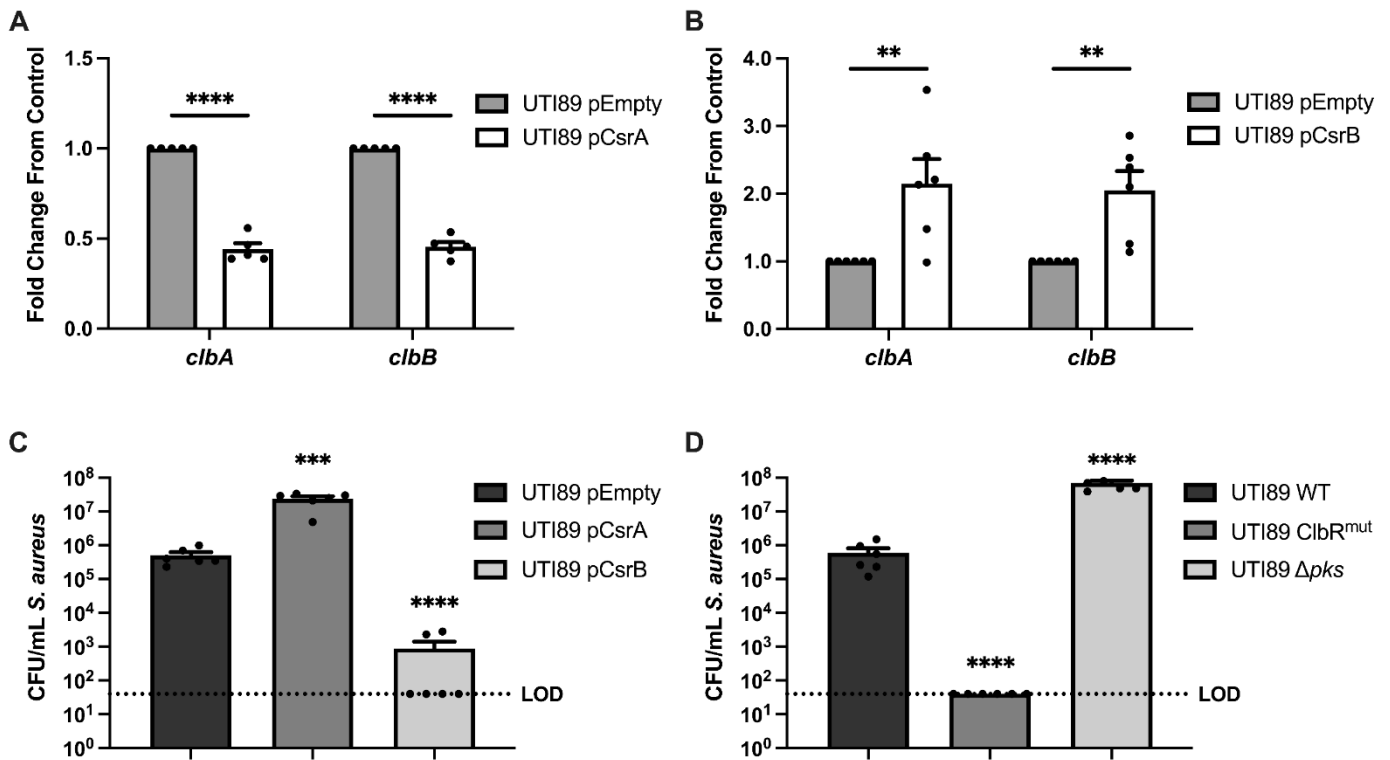 A
Fold Change From Control
1.5
1.0
0.5
0.0
****
****
clbA
clbB
UTI89 pEmpty
UTI89 pCsrA
B
Fold Change From Control
4.0
3.0
2.0
1.0
0.0
**
**
clbA
clbB
UTI89 pEmpty
UTI89 pCsrB
C
CFU/mL S. aureus
10⁸
10⁷
10⁶
10⁵
10⁴
10³
10²
10¹
10⁰
***
****
LOD
UTI89 pEmpty
UTI89 pCsrA
UTI89 pCsrB
D
CFU/mL S. aureus
10⁸
10⁷
10⁶
10⁵
10⁴
10³
10²
10¹
10⁰
****
****
LOD
UTI89 WT
UTI89 ClbRᵐᵘᵗ
UTI89 Δpks